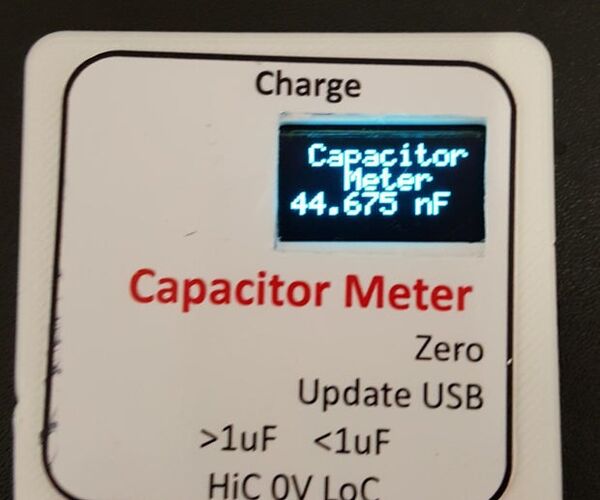 Charge
Capacitor
Meter
44.675 nF
Capacitor Meter
Zero
Update USB
>1uF <1uF
HiC 0V LoC